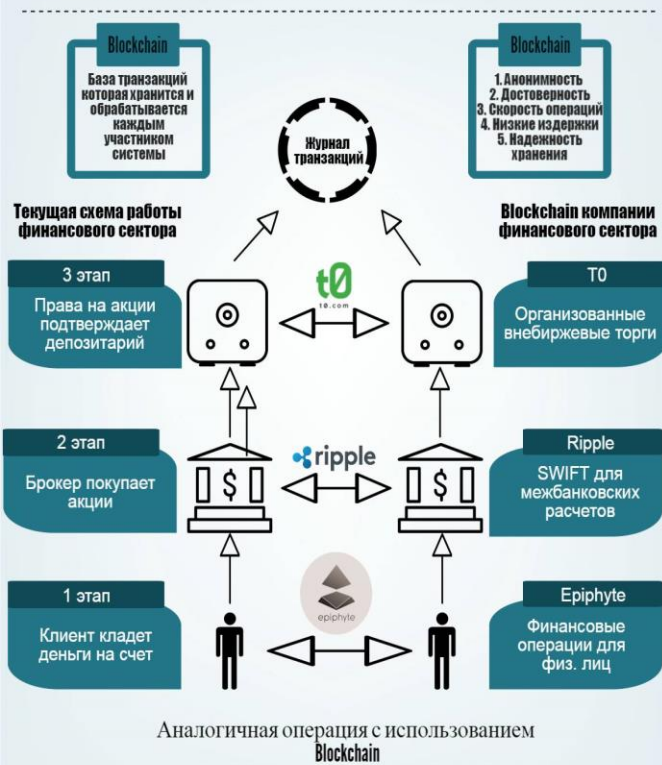 Blockchain
База транзакций
которая хранится и
обрабатывается
каждым
участником
системы
Журнал
транзакций
Blockchain
1. Анонимность
2. Достоверность
3. Скорость операций
4. Низкие издержки
5. Надежность
хранения
Текущая схема работы
финансового сектора
Blockchain компании
финансового сектора
3 этап
Права на акции
подтверждает
депозитарий
t0
t0.com
T0
Организованные
внебиржевые торги
2 этап
Брокер покупает
акции
$
ripple
$
Ripple
SWIFT для
межбанковских
расчетов
1 этап
Клиент кладет
деньги на счет
epiphyte
Epiphyte
Финансовые
операции для
физ. лиц
Аналогичная операция с использованием
Blockchain